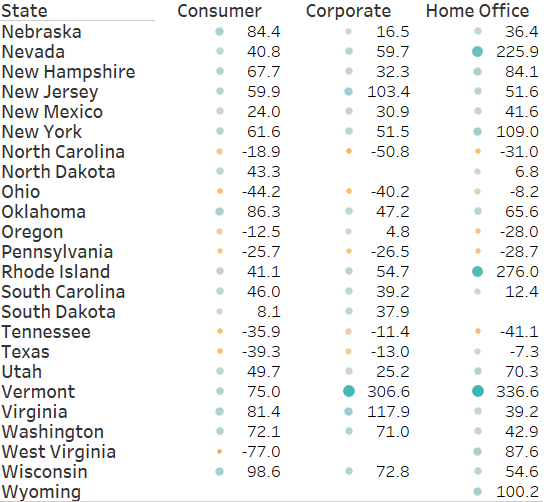 State Consumer Corporate Home Office
Nebraska 84.4 16.5 36.4
Nevada 40.8 59.7 225.9
New Hampshire 67.7 32.3 84.1
New Jersey 59.9 103.4 51.6
New Mexico 24.0 30.9 41.6
New York 61.6 51.5 109.0
North Carolina -18.9 -50.8 -31.0
North Dakota 43.3 6.8
Ohio -44.2 -40.2 -8.2
Oklahoma 86.3 47.2 65.6
Oregon -12.5 4.8 -28.0
Pennsylvania -25.7 -26.5 -28.7
Rhode Island 41.1 54.7 276.0
South Carolina 46.0 39.2 12.4
South Dakota 8.1 37.9
Tennessee -35.9 -11.4 -41.1
Texas -39.3 -13.0 -7.3
Utah 49.7 25.2 70.3
Vermont 75.0 306.6 336.6
Virginia 81.4 117.9 39.2
Washington 72.1 71.0 42.9
West Virginia -77.0 87.6
Wisconsin 98.6 72.8 54.6
Wyoming 100.2